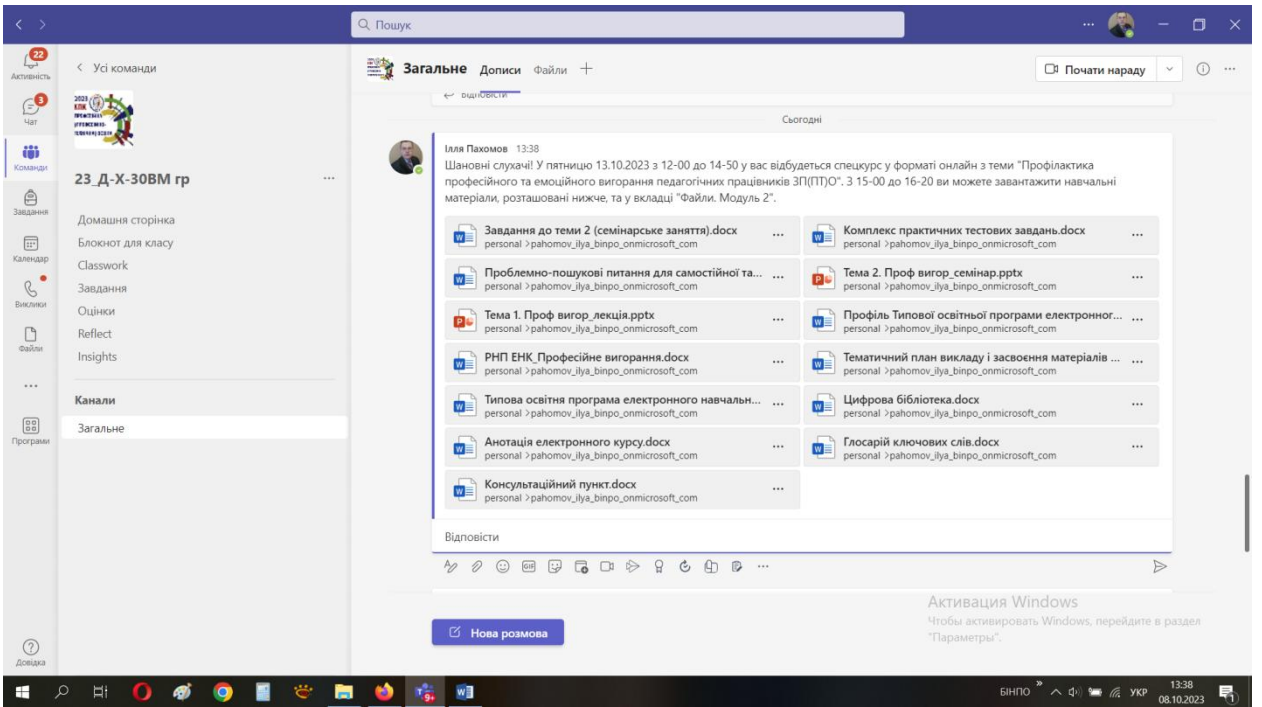 Пошук
22
Активність
3
Чат
Команди
Завдання
Календар
Виклики
Файли
Програми
Довідка
Усі команди
2023
23_Д-Х-30ВМ гр
Домашня сторінка
Блокнот для класу
Classwork
Завдання
Оцінки
Reflect
Insights
Канали
Загальне
Загальне Дописи Файли
Почати нараду
Відповісти
Сьогодні
Ілля Пахомов 13:38
Шановні слухачі! У пятницю 13.10.2023 з 12-00 до 14-50 у вас відбудеться спецкурс у форматі онлайн з теми "Профілактика
професійного та емоційного вигорання педагогічних працівників ЗП(ПТ)О". З 15-00 до 16-20 ви можете завантажити навчальні
матеріали, розташовані нижче, та у вкладці "Файли. Модуль 2".
Завдання до теми 2 (семінарське заняття).docx
personal >pahomov_ilya_binpo_onmicrosoft_com
Комплекс практичних тестових завдань.docx
personal >pahomov_ilya_binpo_onmicrosoft_com
Проблемно-пошукові питання для самостійної та...
personal >pahomov_ilya_binpo_onmicrosoft_com
Тема 2. Проф вигор_семінар.pptx
personal >pahomov_ilya_binpo_onmicrosoft_com
Тема 1. Проф вигор_лекція.pptx
personal >pahomov_ilya_binpo_onmicrosoft_com
Профіль Типової освітньої програми електронног...
personal >pahomov_ilya_binpo_onmicrosoft_com
РНП ЕНК_Професійне вигорання.docx
personal >pahomov_ilya_binpo_onmicrosoft_com
Тематичний план викладу і засвоєння матеріалів ...
personal >pahomov_ilya_binpo_onmicrosoft_com
Типова освітня програма електронного навчальн...
personal >pahomov_ilya_binpo_onmicrosoft_com
Цифрова бібліотека.docx
personal >pahomov_ilya_binpo_onmicrosoft_com
Анотація електронного курсу.docx
personal >pahomov_ilya_binpo_onmicrosoft_com
Глосарій ключових слів.docx
personal >pahomov_ilya_binpo_onmicrosoft_com
Консультаційний пункт.docx
personal >pahomov_ilya_binpo_onmicrosoft_com
Відповісти
GIF
Нова розмова
Активация Windows
Чтобы активировать Windows, перейдите в раздел
"Параметры".
9+
БІНПО
УКР
13:38
08.10.2023